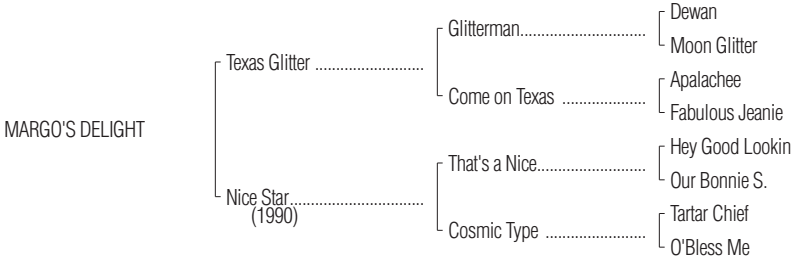 Dewan
Glitterman..............................
Moon Glitter
Texas Glitter ..........................
Apalachee
Come on Texas ....................
Fabulous Jeanie
MARGO'S DELIGHT
Hey Good Lookin
That's a Nice..........................
Our Bonnie S.
Nice Star................................
(1990)
Tartar Chief
Cosmic Type ........................
O'Bless Me